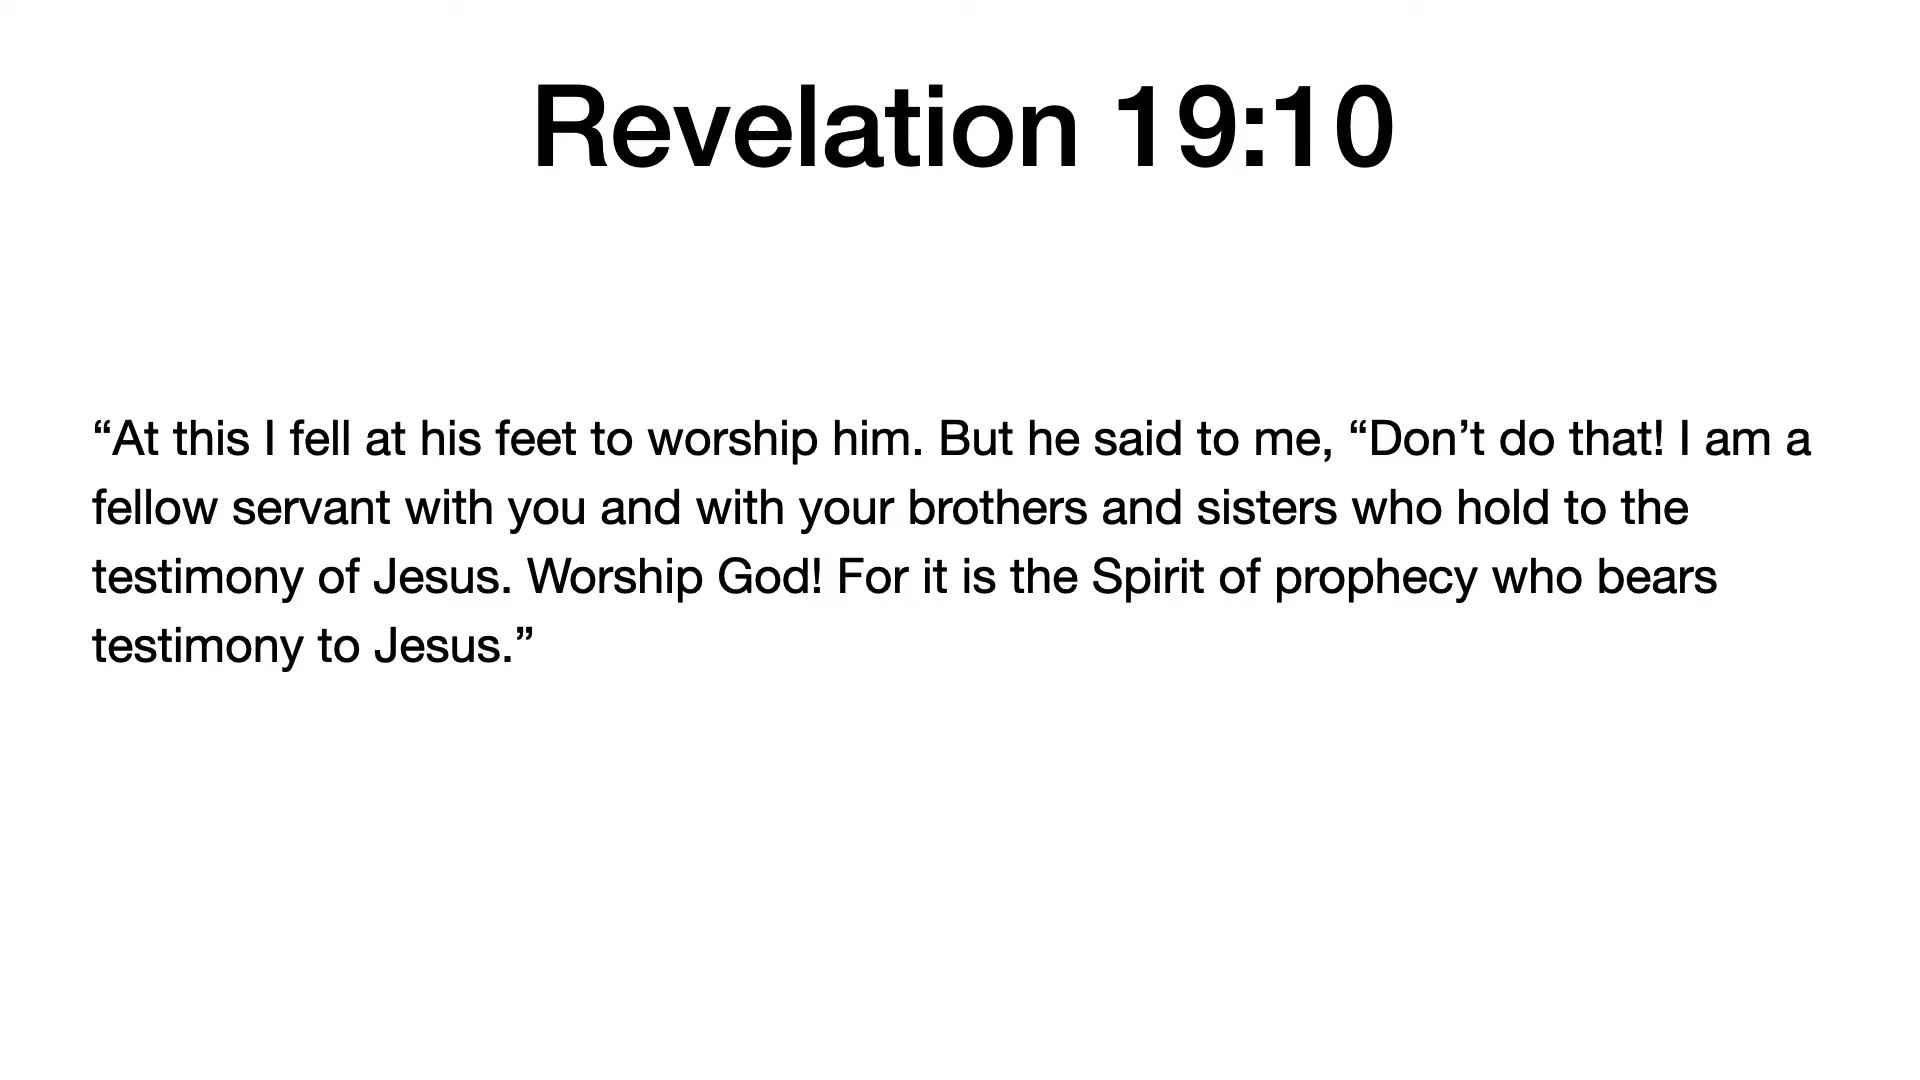 Revelation 19:10
“At this I fell at his feet to worship him. But he said to me, “Don’t do that! I am a
fellow servant with you and with your brothers and sisters who hold to the
testimony of Jesus. Worship God! For it is the Spirit of prophecy who bears
testimony to Jesus.”